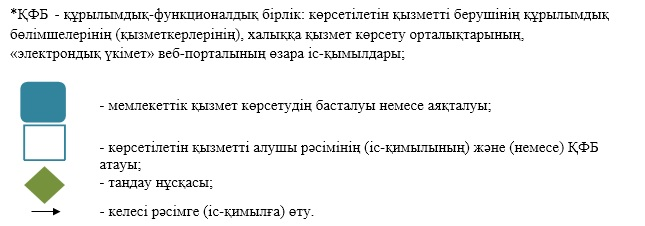 *ҚФБ - құрылымдық-функционалдық бірлік: көрсетілетін қызметті берушінің құрылымдық
бөлімшелерінің (қызметкерлерінің), халыққа қызмет көрсету орталықтарының,
«электрондық үкімет» веб-порталының өзара іс-қимылдары;
- мемлекеттік қызмет көрсетудің басталуы немесе аяқталуы;
- көрсетілетін қызметті алушы рәсімінің (іс-қимылының) және (немесе) ҚФБ
атауы;
- таңдау нұсқасы;
- келесі рәсімге (іс-қимылға) өту.